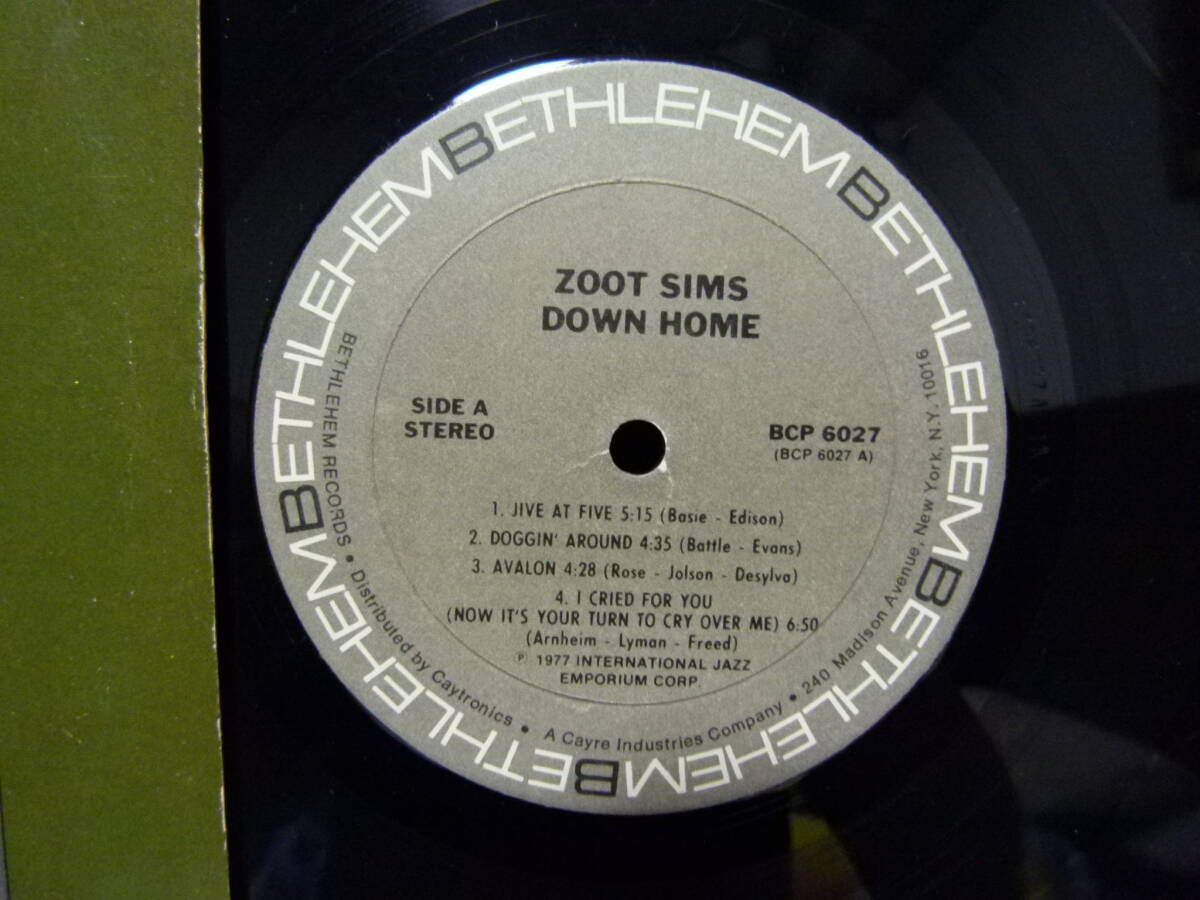 BETHLEHEM BETHLEHEM BETHLEHEM BETHLEHEM BETHLEHEM BETHLEHEM
ZOOT SIMS
DOWN HOME
SIDE A
STEREO
BCP 6027
(BCP 6027 A)
1. JIVE AT FIVE 5:15 (Basie - Edison)
2. DOGGIN' AROUND 4:35 (Battle - Evans)
3. AVALON 4:28 (Rose - Jolson - Desylva)
4. I CRIED FOR YOU
(NOW IT'S YOUR TURN TO CRY OVER ME) 6:50
(Arnheim - Lyman - Freed)
Ⓟ 1977 INTERNATIONAL JAZZ
EMPORIUM CORP.
BETHLEHEM RECORDS • Distributed by Caytronics • A Cayre Industries Company • 240 Madison Avenue, New York, N.Y. 10016